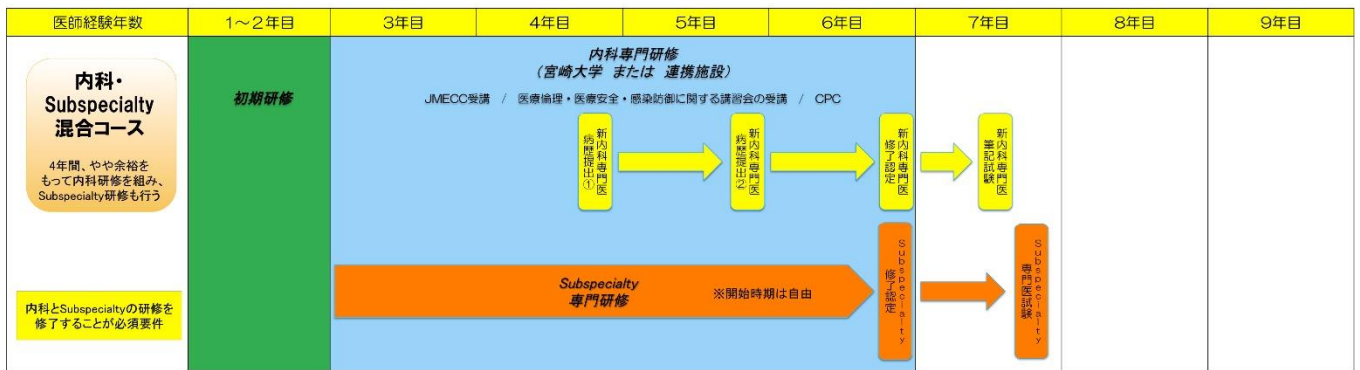 医師経験年数
1～2年目
3年目
4年目
5年目
6年目
7年目
8年目
9年目
内科・
Subspecialty
混合コース
4年間、やや余裕を
もって内科研修を組み、
Subspecialty研修も行う
内科とSubspecialtyの研修を
修了することが必須要件
初期研修
内科専門研修
（宮崎大学 または 連携施設）
JMECC受講 / 医療倫理・医療安全・感染防御に関する講習会の受講 / CPC
新内科専門医
病歴提出①
新内科専門医
病歴提出②
新内科専門医
修了認定
新内科専門医
筆記試験
Subspecialty
専門研修
※開始時期は自由
Subspecialty
修了認定
Subspecialty
専門医試験